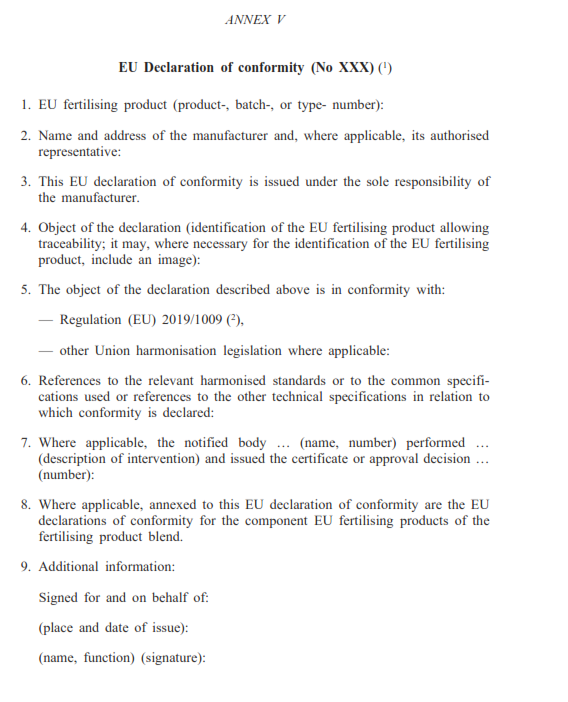 ANNEX V
EU Declaration of conformity (No XXX) (¹)
1. EU fertilising product (product-, batch-, or type- number):
2. Name and address of the manufacturer and, where applicable, its authorised
representative:
3. This EU declaration of conformity is issued under the sole responsibility of
the manufacturer.
4. Object of the declaration (identification of the EU fertilising product allowing
traceability; it may, where necessary for the identification of the EU fertilising
product, include an image):
5. The object of the declaration described above is in conformity with:
— Regulation (EU) 2019/1009 (²),
— other Union harmonisation legislation where applicable:
6. References to the relevant harmonised standards or to the common specifi-
cations used or references to the other technical specifications in relation to
which conformity is declared:
7. Where applicable, the notified body … (name, number) performed …
(description of intervention) and issued the certificate or approval decision …
(number):
8. Where applicable, annexed to this EU declaration of conformity are the EU
declarations of conformity for the component EU fertilising products of the
fertilising product blend.
9. Additional information:
Signed for and on behalf of:
(place and date of issue):
(name, function) (signature):